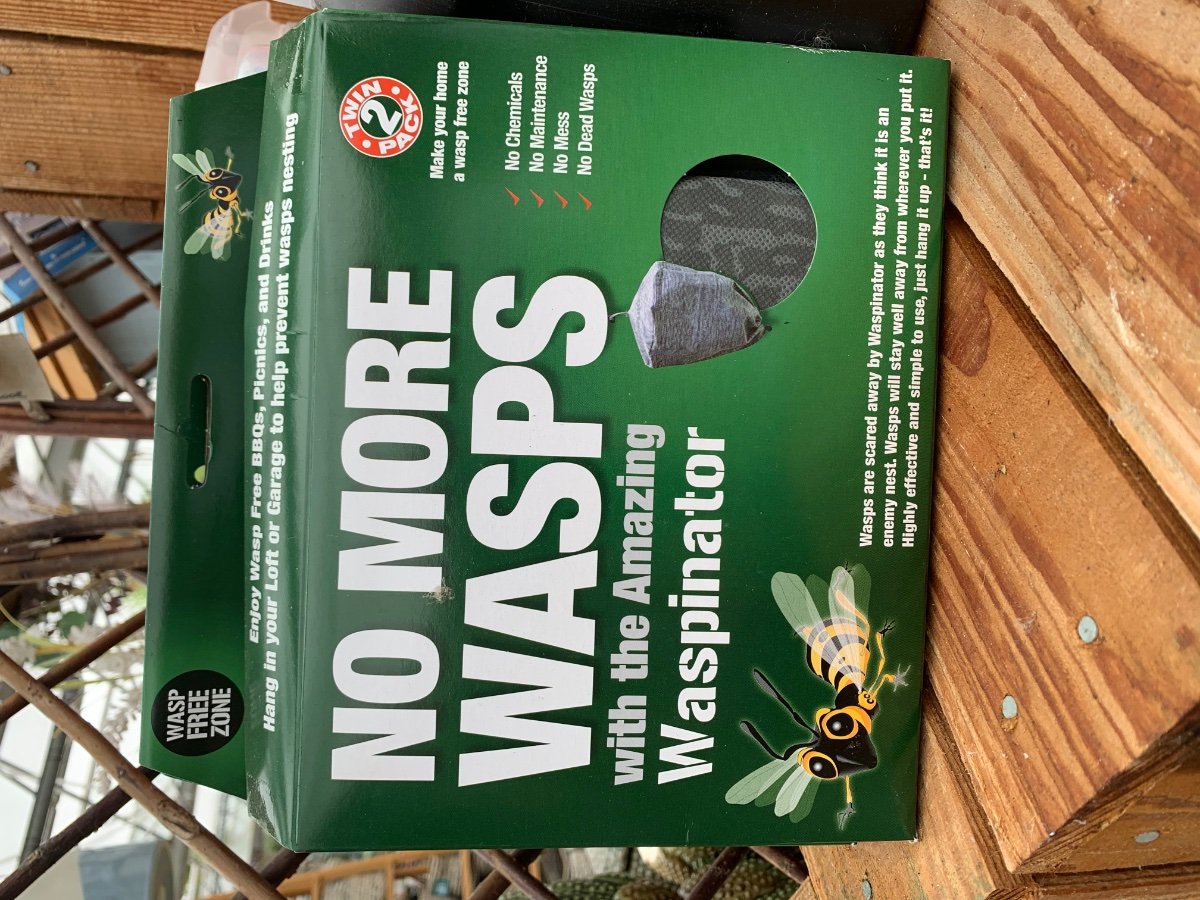 WASP
FREE
ZONE
Enjoy Wasp Free BBQs, Picnics, and Drinks
Hang in your Loft or Garage to help prevent wasps nesting
TWIN
2
PACK
Make your home
a wasp free zone
NO MORE
WASPS
No Chemicals
No Maintenance
No Mess
No Dead Wasps
with the Amazing
Waspinator
Wasps are scared away by Waspinator as they think it is an
enemy nest. Wasps will stay well away from wherever you put it.
Highly effective and simple to use, just hang it up - that's it!